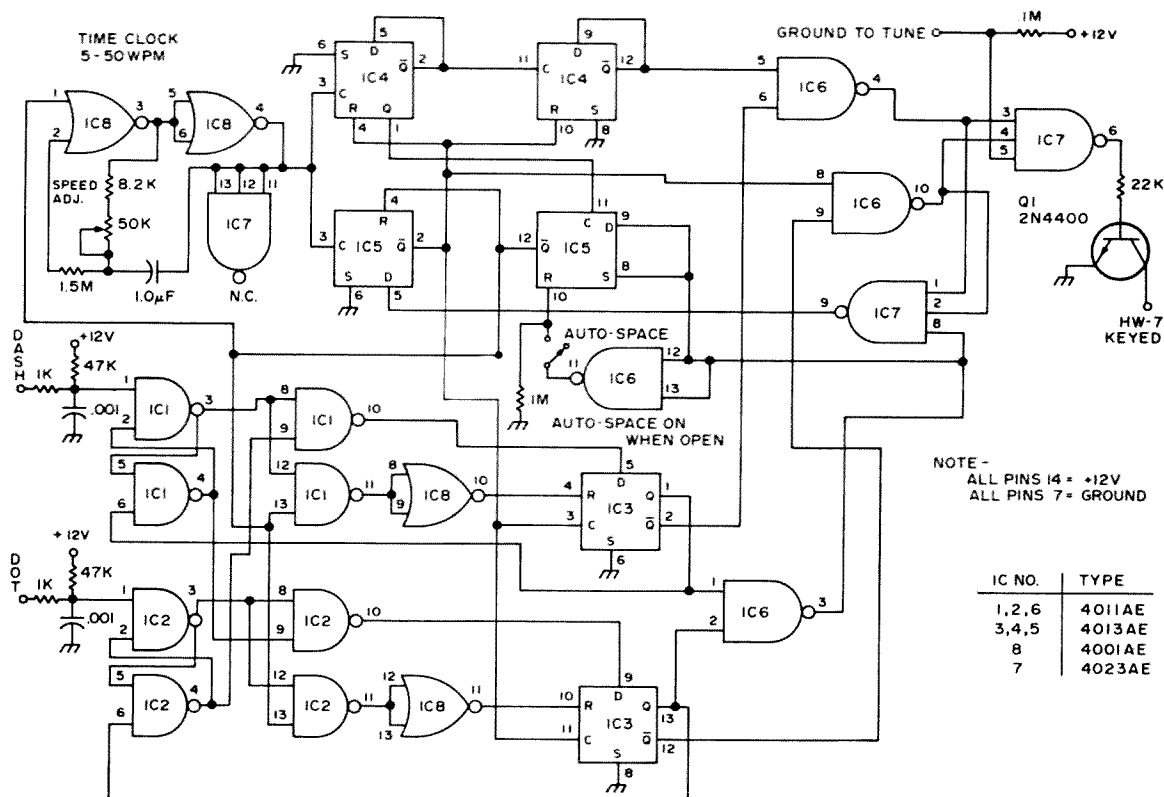 TIME CLOCK
5-50WPM
GROUND TO TUNE
.1M
+12V
6 S D 5 Q̅ 2 IC4 3 C R Q 4 1
9 D Q̅ 12 11 C IC4 R S 10 8
5 IC6 4
6
1 IC8 3
2
5 IC8 4
6
3 IC7 6
4
5
SPEED
ADJ.
8.2K
50K
13 12 11
IC7
N.C.
1.5M
1.0µF
4 R 3 C IC5 Q̅ 2 S D 6 5
11 C 9 D 12 Q̅ IC5 S 8 R 10
8 IC6 10
9
22K
Q1
2N4400
HW-7
KEYED
1
9 IC7 2
8
AUTO-SPACE
11 IC6 12
13
1M
AUTO-SPACE ON
WHEN OPEN
DASH
+12V
47K
1K
.001
1 IC1 3
2
5 IC1 4
6
8 IC1 10
9
12 IC1 11
13
8 IC8 10
9
5 D 4 R Q 1 IC3 3 C Q̅ 2 S 6
NOTE-
ALL PINS 14 = +12V
ALL PINS 7 = GROUND
DOT
+12V
47K
1K
.001
1 IC2 3
2
5 IC2 4
6
8 IC2 10
9
12 IC2 11
13
12 IC8 11
13
9 D 10 R Q 13 IC3 11 C Q̅ 12 S 8
1 IC6 3
2
IC NO. TYPE
1,2,6 4011AE
3,4,5 4013AE
8 4001AE
7 4023AE